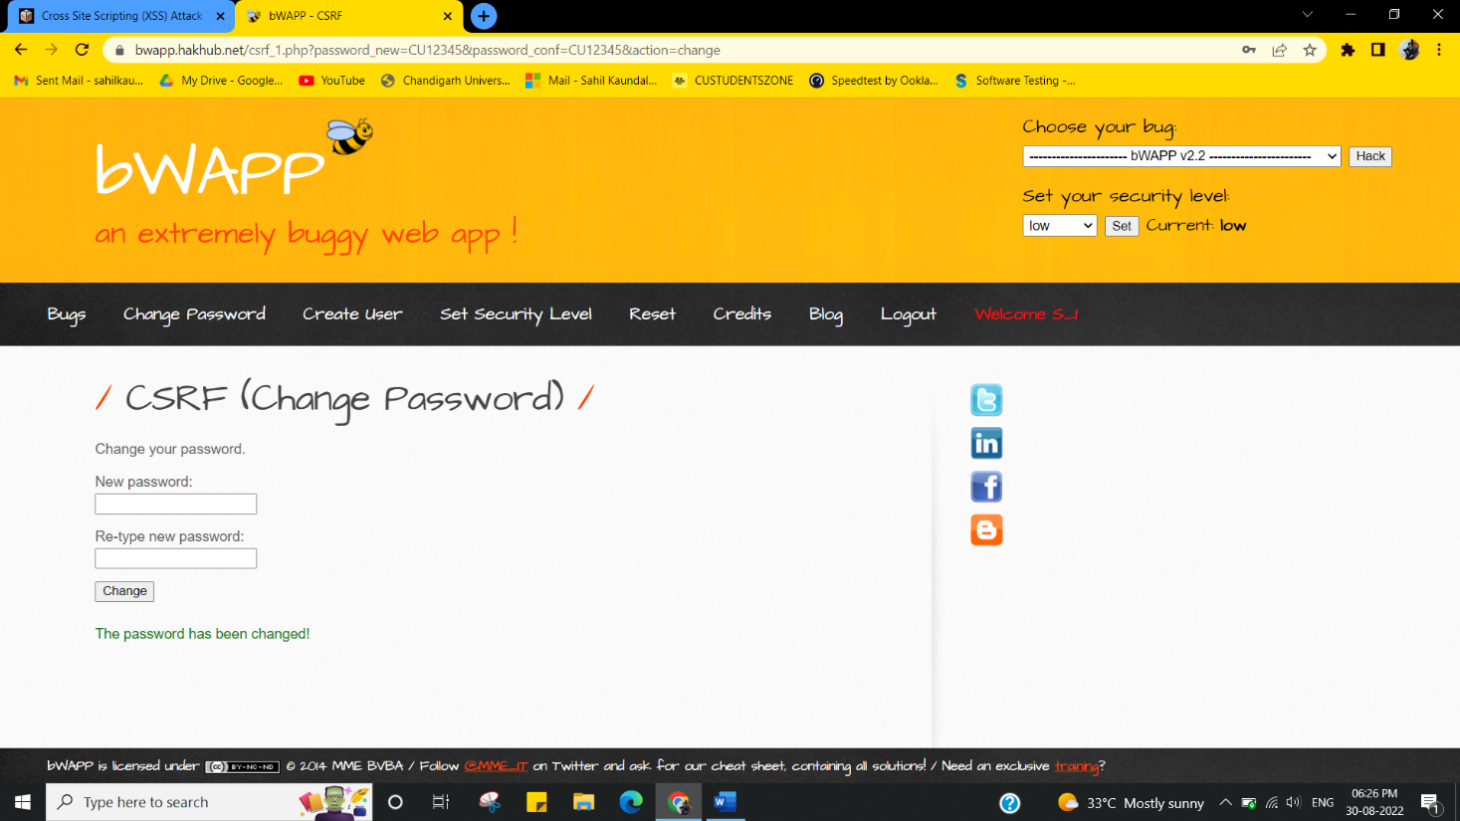 Cross Site Scripting (XSS) Attack
bWAPP - CSRF
bwapp.hakhub.net/csrf_1.php?password_new=CU12345&password_conf=CU12345&action=change
Sent Mail - sahilkau... My Drive - Google... YouTube Chandigarh Univers... Mail - Sahil Kaundal... CUSTUDENTSZONE Speedtest by Ookla... Software Testing -...
bWAPP
an extremely buggy web app !
Choose your bug:
---------------------- bWAPP v2.2 ----------------------- Hack
Set your security level:
low Set Current: low
Bugs Change Password Create User Set Security Level Reset Credits Blog Logout Welcome S_1
/ CSRF (Change Password) /
Change your password.
New password:
Re-type new password:
Change
The password has been changed!
bWAPP is licensed under (cc) BY-NC-ND © 2014 MME BVBA / Follow @MME_IT on Twitter and ask for our cheat sheet, containing all solutions! / Need an exclusive training?
Type here to search
33°C Mostly sunny
ENG
06:26 PM
30-08-2022
1